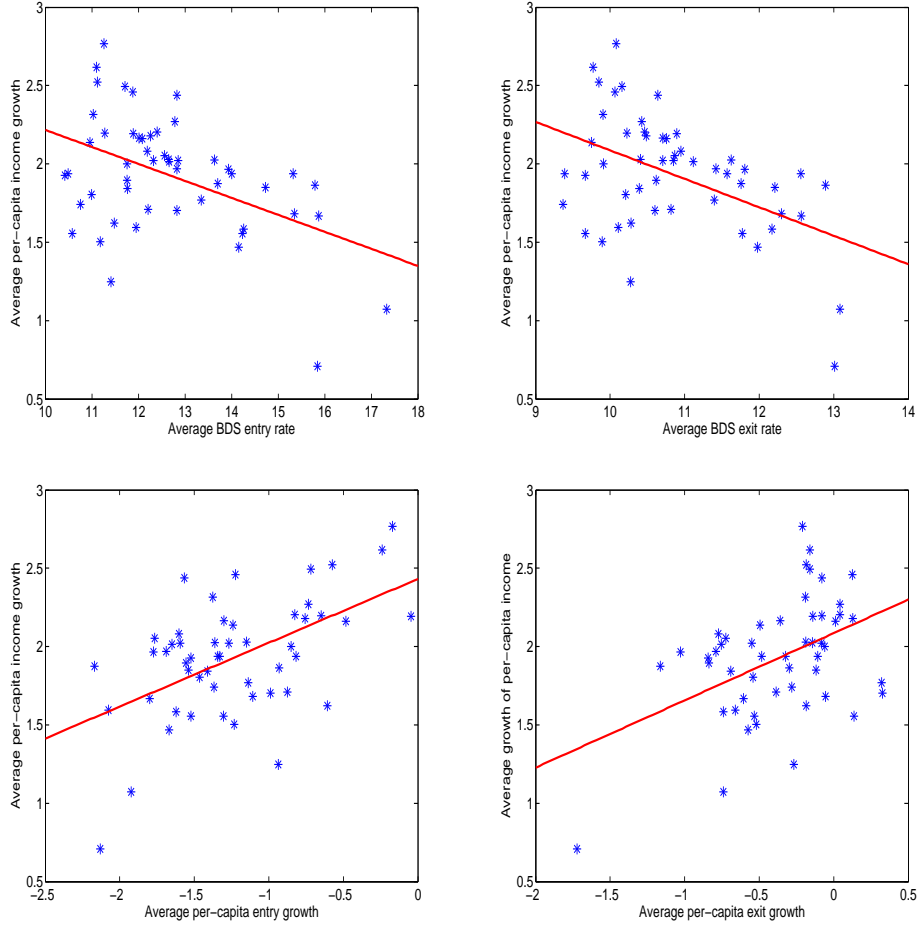 3
2.5
2
1.5
1
0.5
10 11 12 13 14 15 16 17 18
Average per-capita income growth
Average BDS entry rate
3
2.5
2
1.5
1
0.5
9 10 11 12 13 14
Average per-capita income growth
Average BDS exit rate
3
2.5
2
1.5
1
0.5
−2.5 −2 −1.5 −1 −0.5 0
Average per-capita income growth
Average per-capita entry growth
3
2.5
2
1.5
1
0.5
−2 −1.5 −1 −0.5 0 0.5
Average growth of per-capita income
Average per-capita exit growth